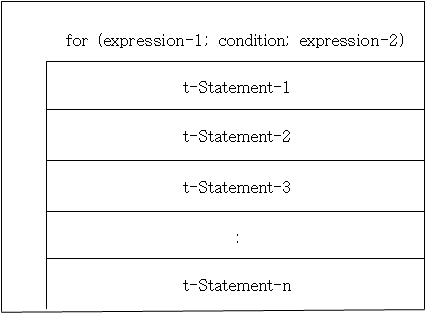 for (expression-1; condition; expression-2)
t-Statement-1
t-Statement-2
t-Statement-3
:
t-Statement-n